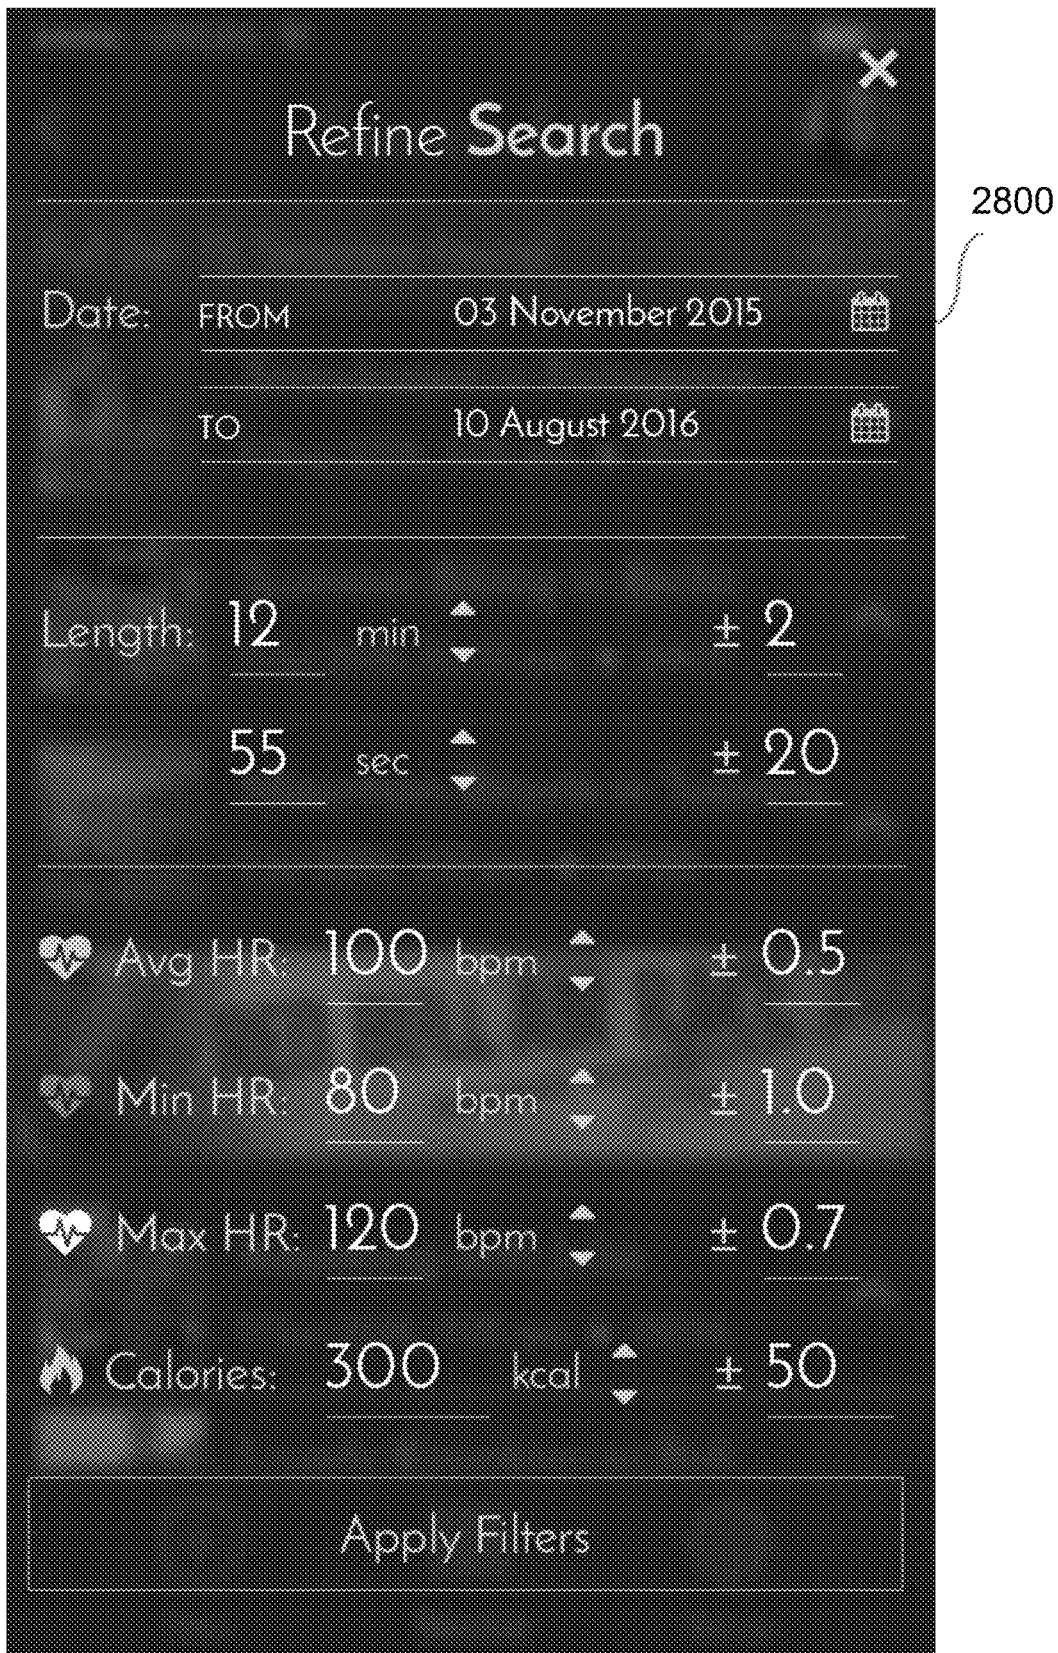 Refine Search
2800
Date: FROM 03 November 2015
TO 10 August 2016
Length: 12 min ± 2
55 sec ± 20
Avg HR: 100 bpm ± 0.5
Min HR: 80 bpm ± 1.0
Max HR: 120 bpm ± 0.7
Calories: 300 kcal ± 50
Apply Filters